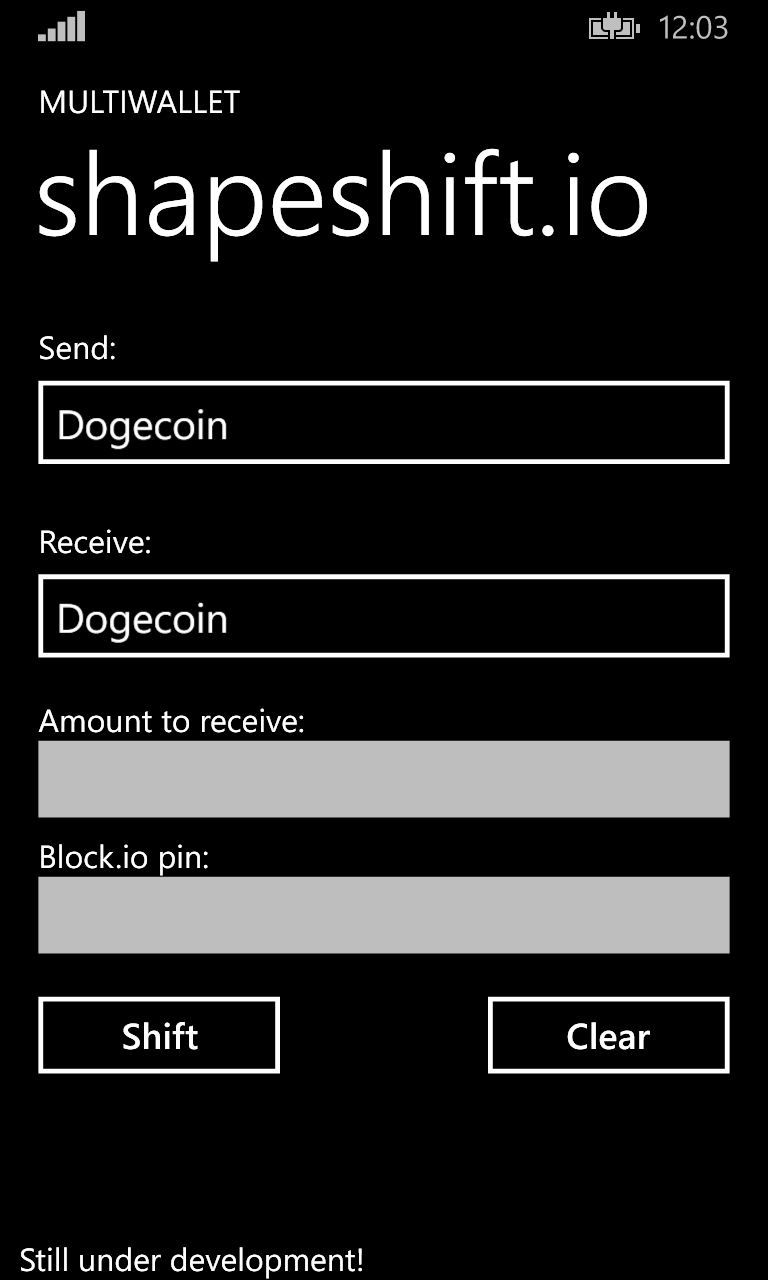 12:03
MULTIWALLET
shapeshift.io
Send:
Dogecoin
Receive:
Dogecoin
Amount to receive:
Block.io pin:
Shift
Clear
Still under development!